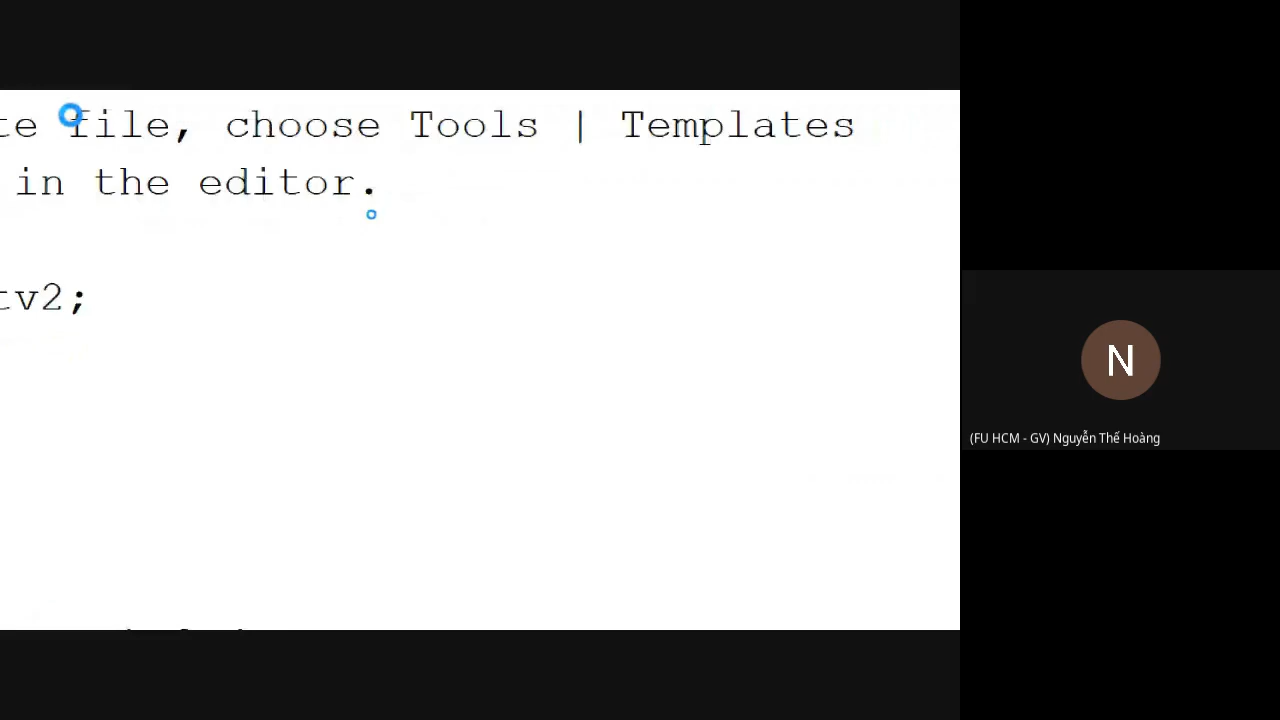 te file, choose Tools | Templates
in the editor.
tv2;
N
(FU HCM - GV) Nguyễn Thế Hoàng